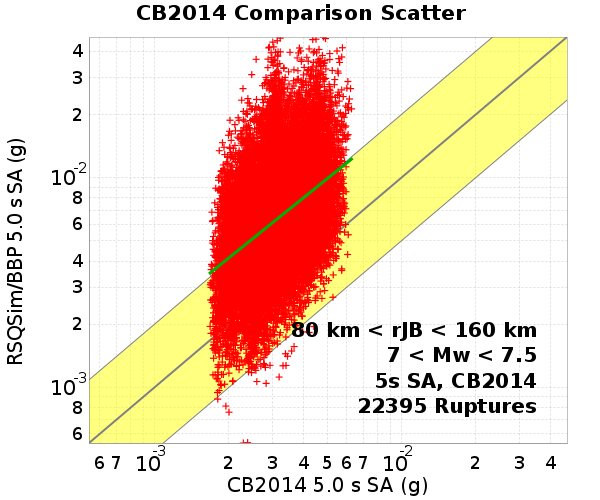 CB2014 Comparison Scatter
RSQSim/BBP 5.0 s SA (g)
4
3
2
10-2
8
6
4
3
2
10-3
8
6
80 km < rJB < 160 km
7 < Mw < 7.5
5s SA, CB2014
22395 Ruptures
6 7 10-3 2 3 4 5 6 7 10-2 2 3 4
CB2014 5.0 s SA (g)